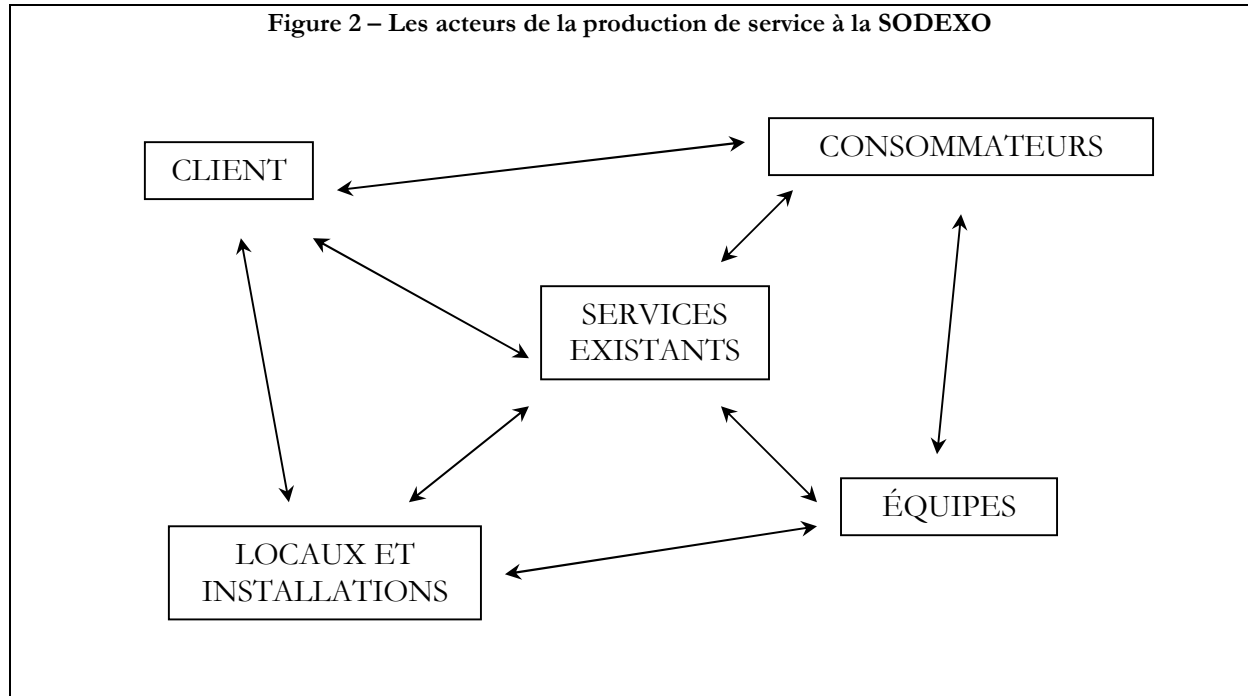 Figure 2 – Les acteurs de la production de service à la SODEXO
CLIENT
CONSOMMATEURS
SERVICES
EXISTANTS
ÉQUIPES
LOCAUX ET
INSTALLATIONS